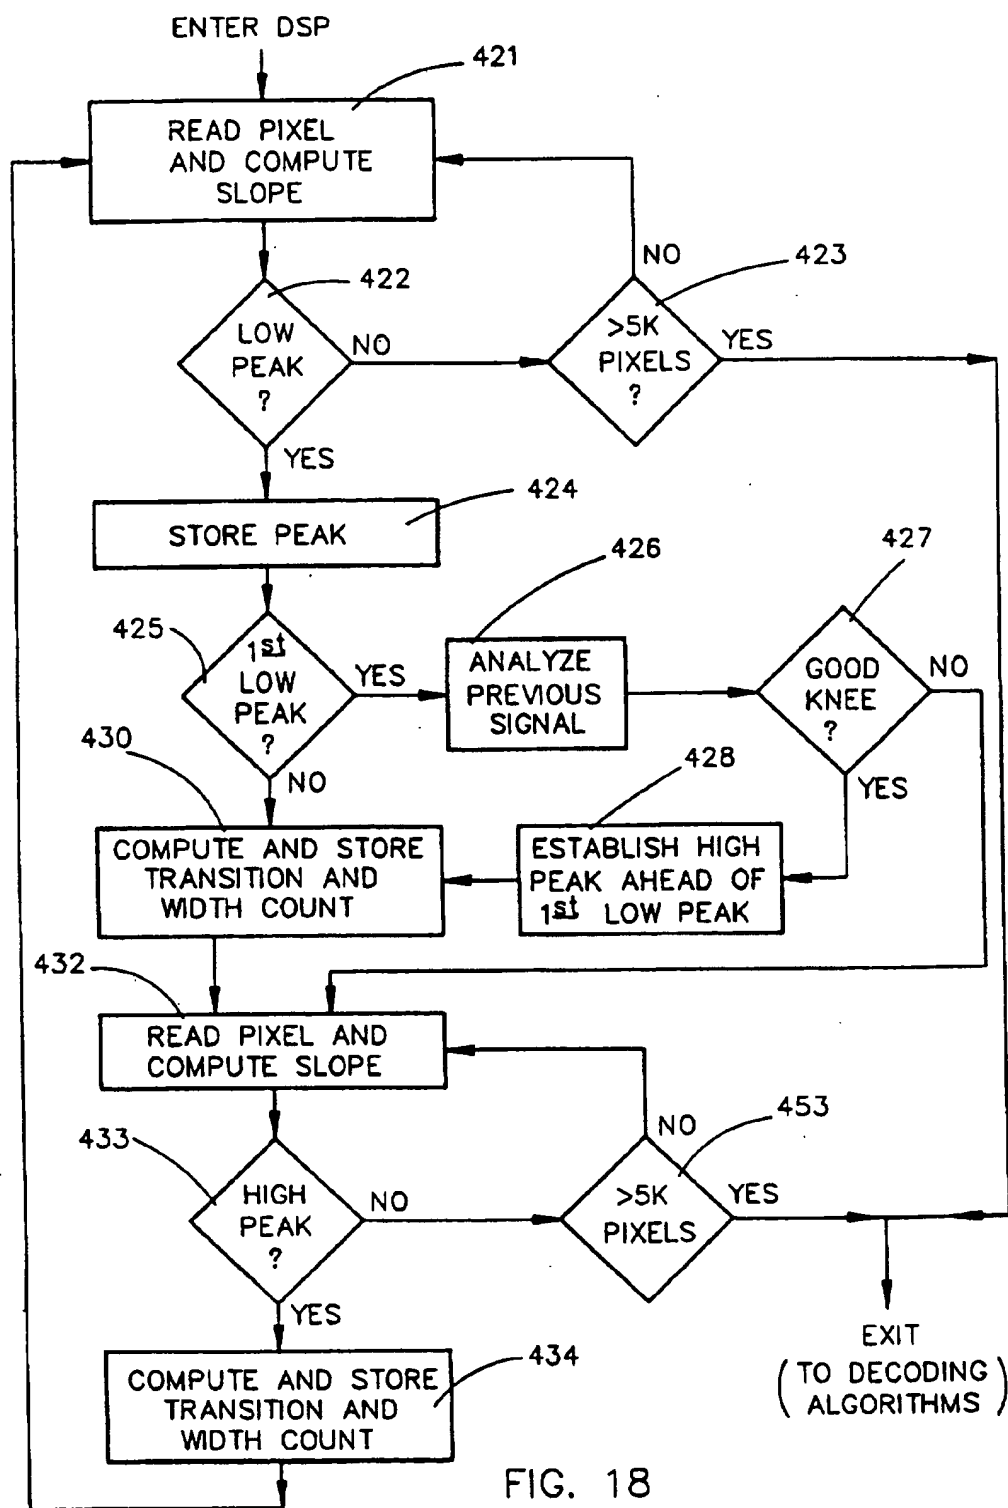 ENTER DSP
421
READ PIXEL
AND COMPUTE
SLOPE
NO
423
422
LOW
PEAK
?
NO
>5K
PIXELS
?
YES
YES
424
STORE PEAK
426
427
425
1st
LOW
PEAK
?
YES
ANALYZE
PREVIOUS
SIGNAL
GOOD
KNEE
?
NO
430
NO
428
YES
COMPUTE AND STORE
TRANSITION AND
WIDTH COUNT
ESTABLISH HIGH
PEAK AHEAD OF
1st LOW PEAK
432
READ PIXEL AND
COMPUTE SLOPE
453
433
NO
HIGH
PEAK
?
NO
>5K
PIXELS
YES
YES
EXIT
(TO DECODING
ALGORITHMS)
434
COMPUTE AND STORE
TRANSITION AND
WIDTH COUNT
FIG. 18